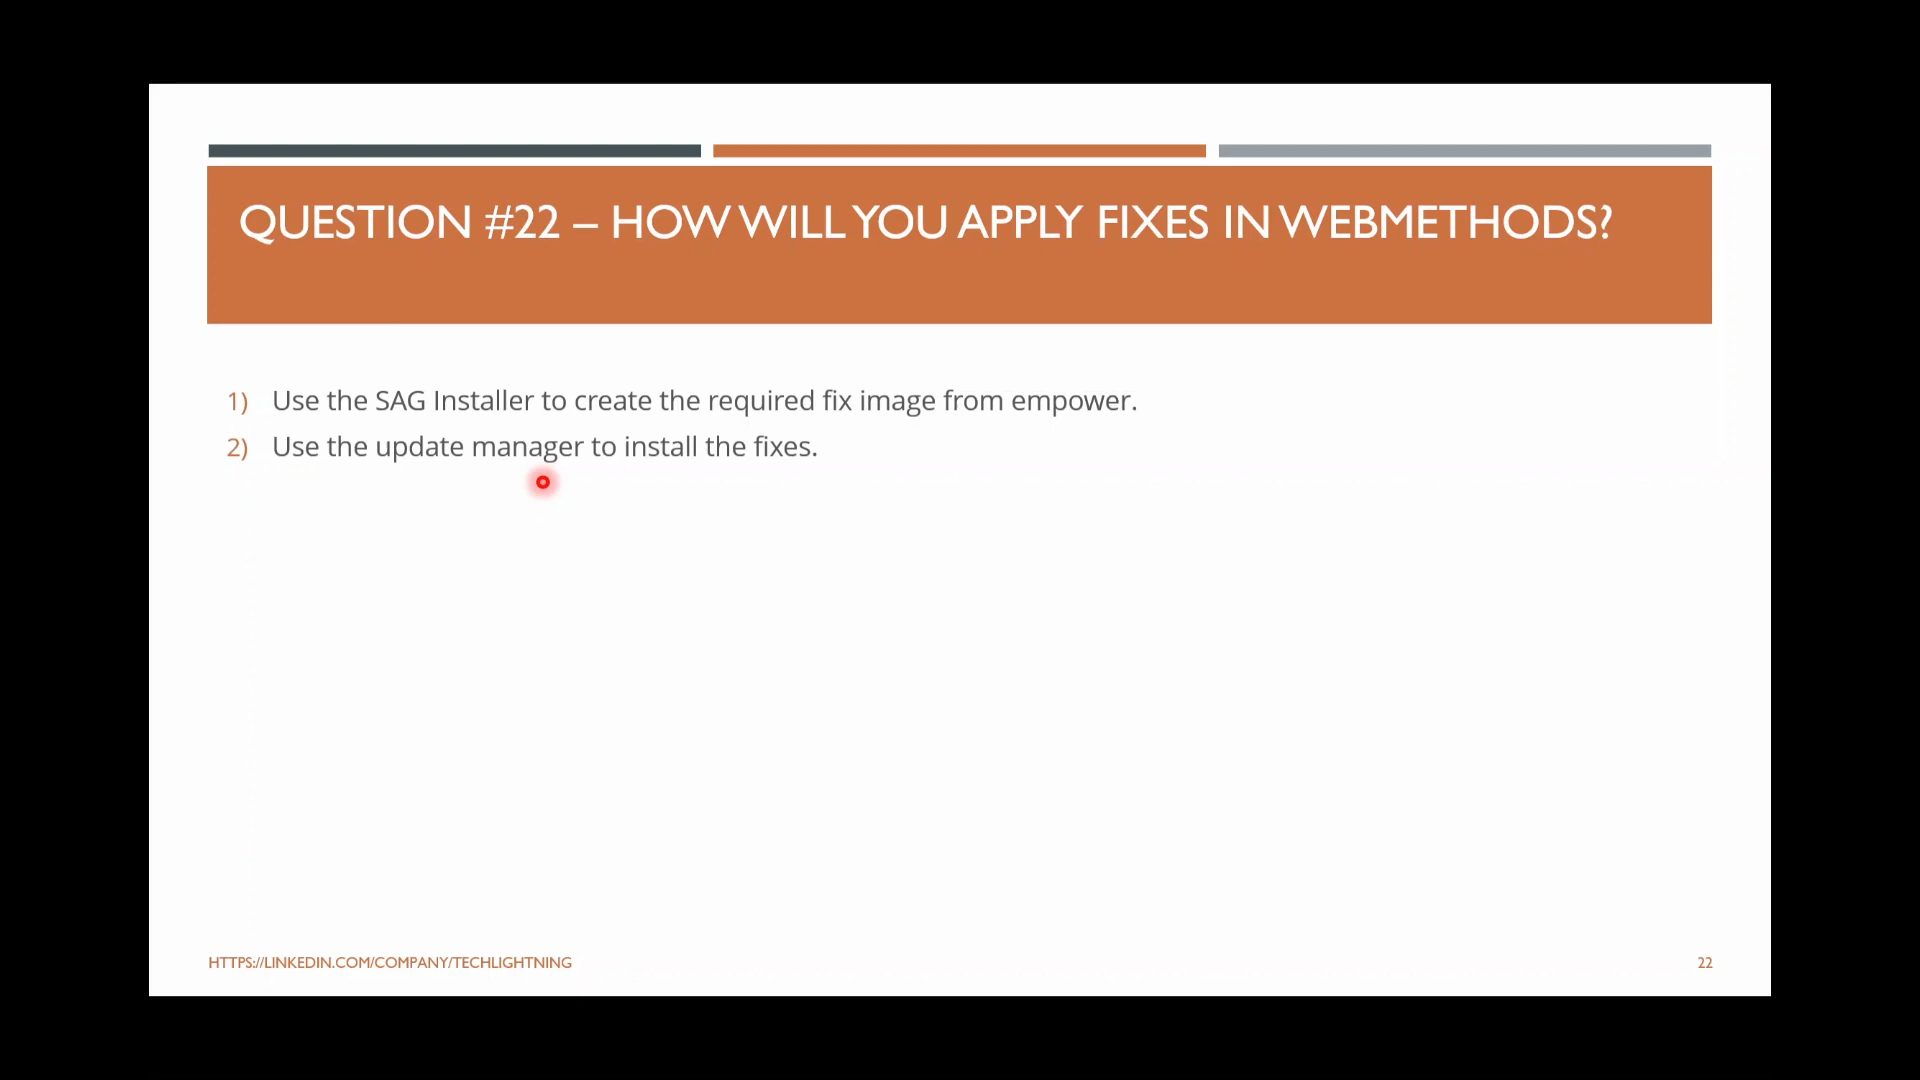 QUESTION #22 – HOW WILL YOU APPLY FIXES IN WEBMETHODS?
1) Use the SAG Installer to create the required fix image from empower.
2) Use the update manager to install the fixes.
HTTPS://LINKEDIN.COM/COMPANY/TECHLIGHTNING
22